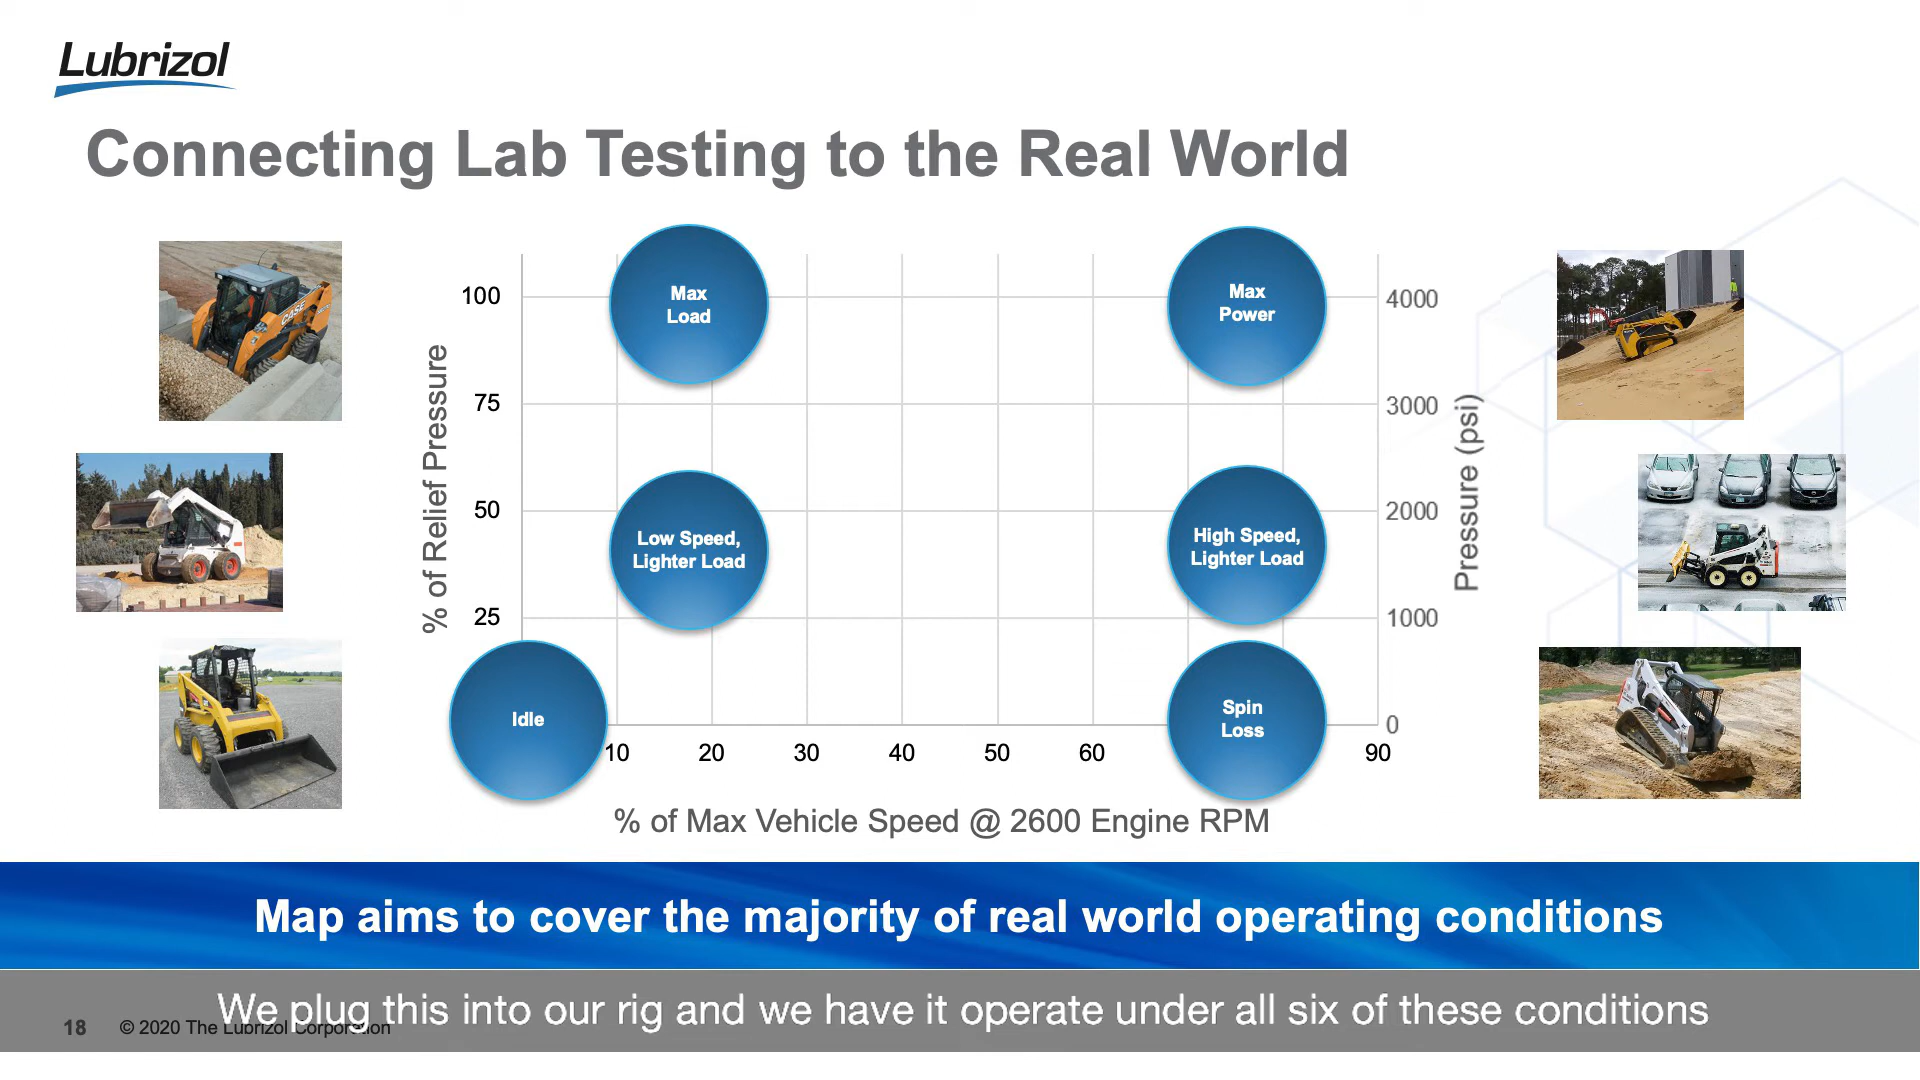 Lubrizol
Connecting Lab Testing to the Real World
Max
Load
Max
Power
100
4000
75
3000
% of Relief Pressure
Pressure (psi)
50
2000
Low Speed,
Lighter Load
High Speed,
Lighter Load
25
1000
Idle
Spin
Loss
0
10 20 30 40 50 60 90
% of Max Vehicle Speed @ 2600 Engine RPM
CASE
Map aims to cover the majority of real world operating conditions
We plug this into our rig and we have it operate under all six of these conditions
18 © 2020 The Lubrizol Corporation